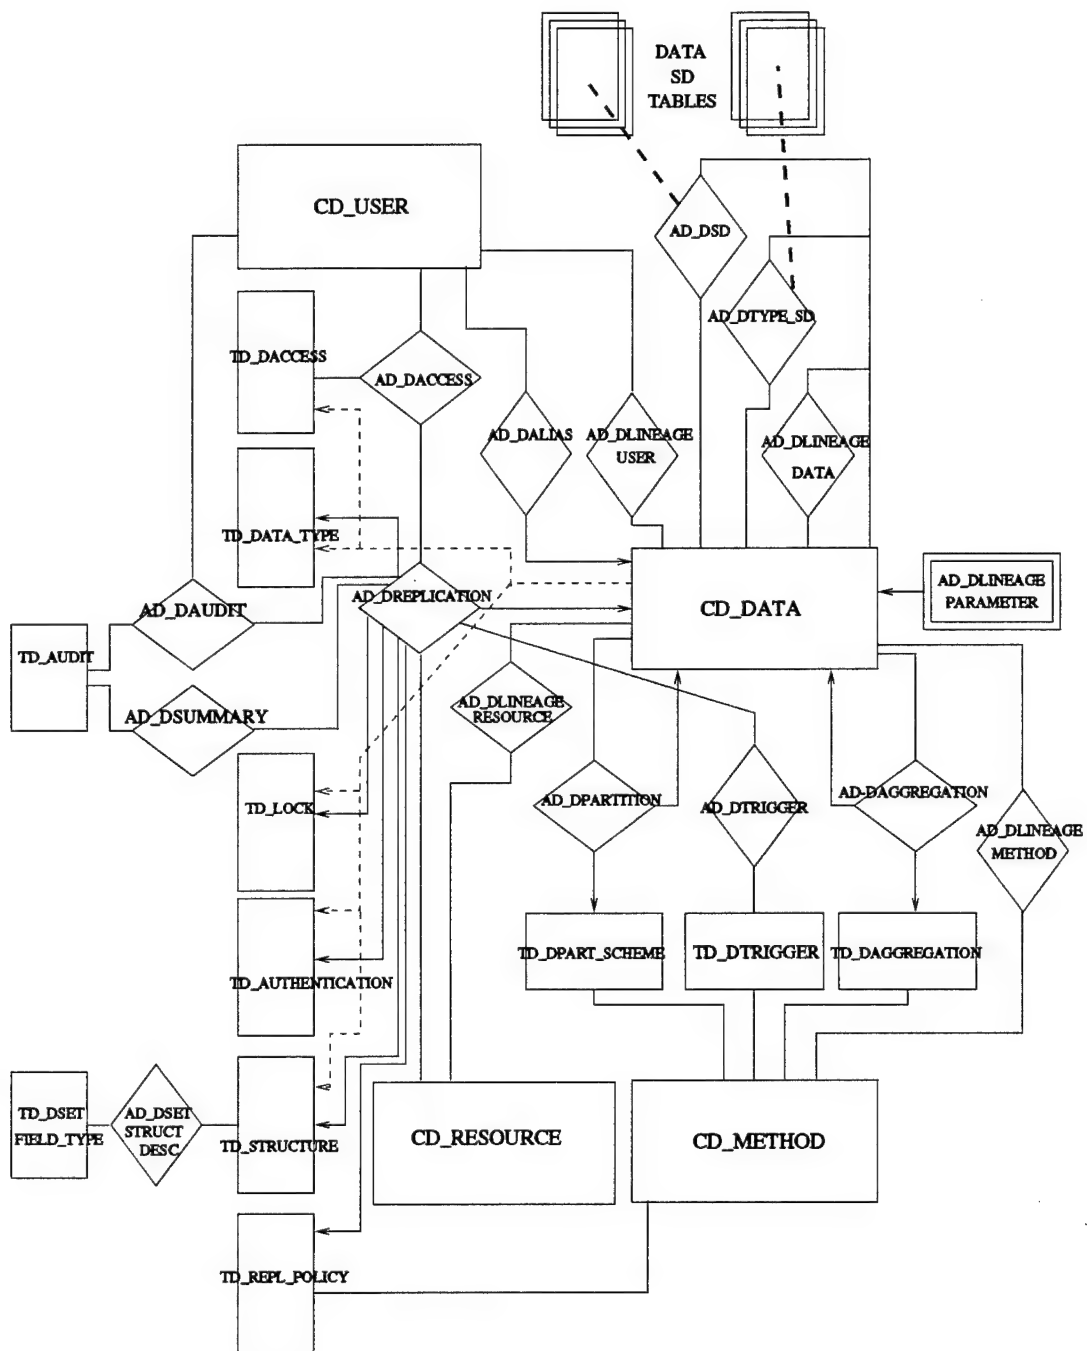 DATA
SD
TABLES
CD_USER
AD_DSD
AD_DTYPE_SD
TD_DACCESS
AD_DACCESS
AD_DALIAS
AD_DLINEAGE
USER
AD_DLINEAGE
DATA
TD_DATA_TYPE
AD_DREPLICATION
CD_DATA
AD_DLINEAGE
PARAMETER
AD_DAUDIT
TD_AUDIT
AD_DSUMMARY
AD_DLINEAGE
RESOURCE
TD_LOCK
AD_DPARTITION
AD_DTRIGGER
AD-DAGGREGATION
AD_DLINEAGE
METHOD
TD_DPART_SCHEME
TD_DTRIGGER
TD_DAGGREGATION
TD_AUTHENTICATION
TD_DSET
FIELD_TYPE
AD_DSET
STRUCT
DESC
TD_STRUCTURE
CD_RESOURCE
CD_METHOD
TD_REPL_POLICY